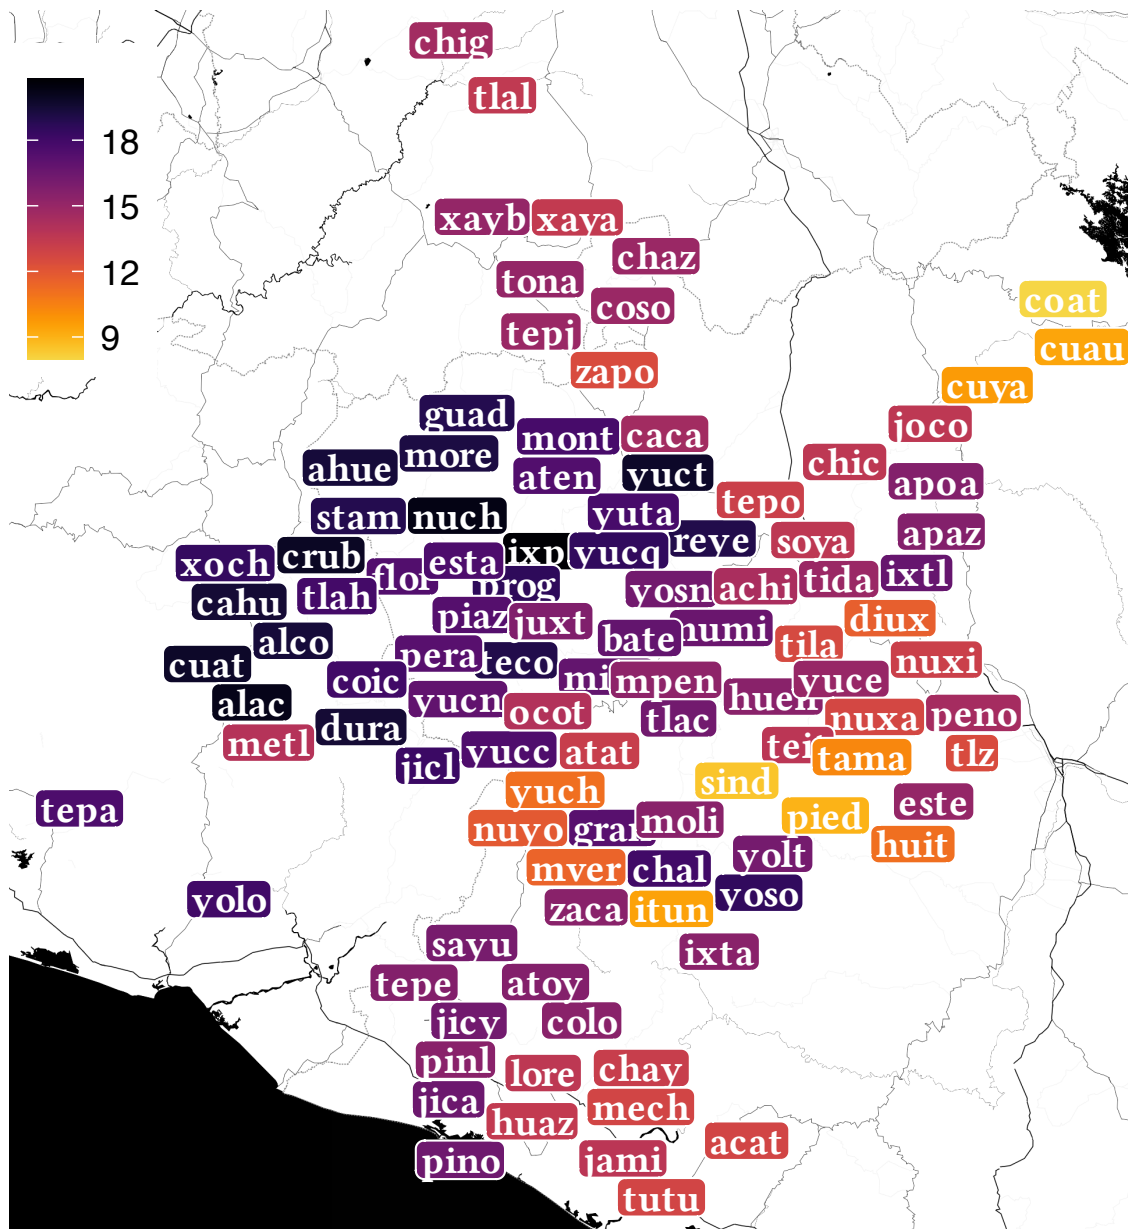 chig
tlal
18
15
12
9
xayb
xaya
chaz
tona
coso
coat
tepj
cuau
zapo
cuya
guad
joco
mont
caca
more
chic
ahue
aten
yuct
apoa
tepo
stam
nuch
yuta
apaz
reye
soya
crub
ixp
yucq
xoch
esta
ixtl
tida
prog
achi
yosn
tlah
cahu
piaz
juxt
diux
numi
bate
alco
tila
pera
teco
nuxi
cuat
coic
mpen
yuce
yucn
huen
alac
ocot
tlac
nuxa
peno
dura
metl
yucc
atat
tlz
tama
jicl
sind
yuch
este
tepa
pied
moli
nuyo
huit
yolt
mver
chal
yoso
yolo
zaca
itun
sayu
ixta
tepe
atoy
jicy
colo
pinl
lore
chay
jica
mech
huaz
acat
pino
jami
tutu